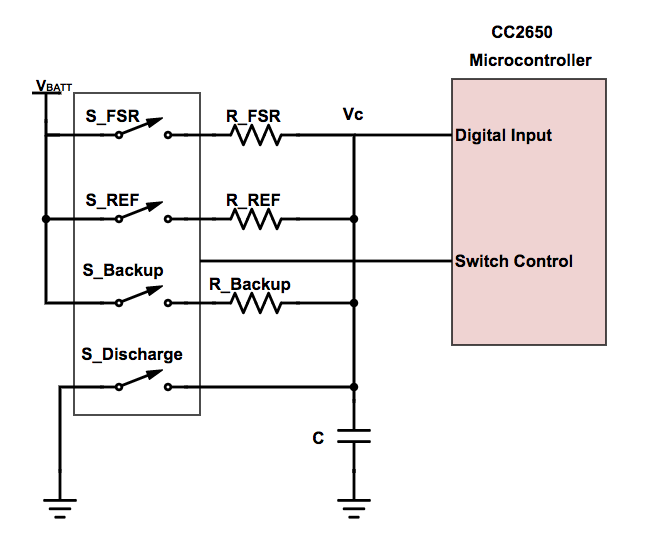 CC2650
Microcontroller
VBATT
S_FSR
R_FSR
Vc
Digital Input
S_REF
R_REF
Switch Control
S_Backup
R_Backup
S_Discharge
C